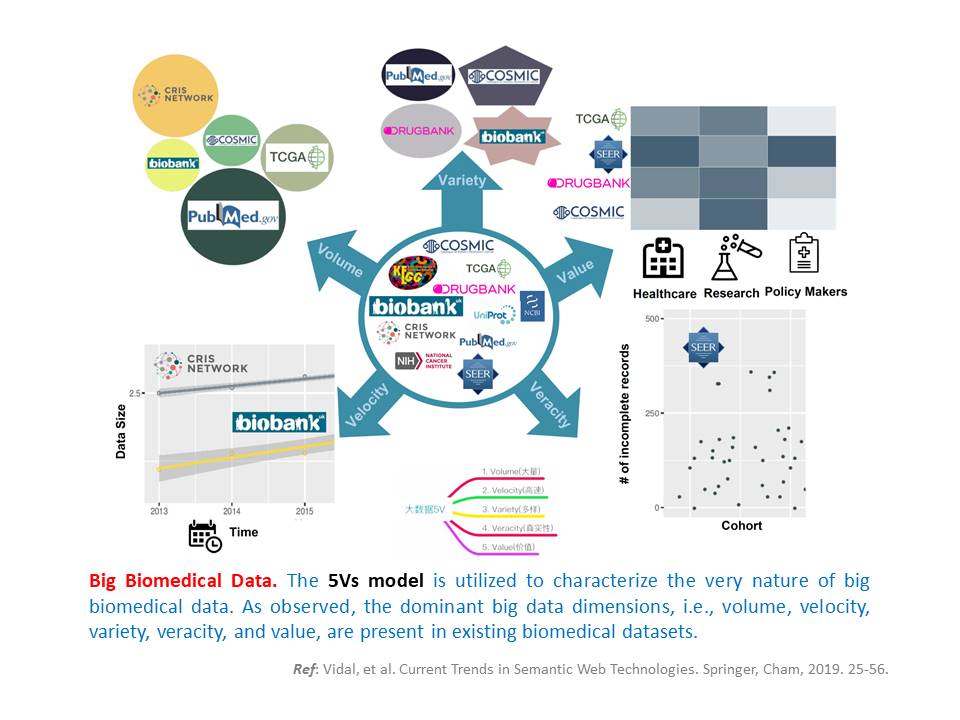 CRIS
NETWORK
COSMIC
biobank
TCGA
PubMed.gov
PubMed.gov
COSMIC
DRUGBANK
biobank
TCGA
SEER
DRUGBANK
COSMIC
Healthcare
Research
Policy Makers
Variety
Volume
Value
Velocity
Veracity
COSMIC
KEGG
TCGA
DRUGBANK
biobank uk
UniProt
NCBI
CRIS
NETWORK
PubMed.gov
NIH
NATIONAL
CANCER
INSTITUTE
SEER
CRIS
NETWORK
biobank uk
Data Size
2.5
2013
2014
2015
Time
大数据5V
1. Volume(大量)
2. Velocity(高速)
3. Variety(多样)
4. Veracity(真实性)
5. Value(价值)
SEER
# of incomplete records
500
250
0
Cohort
Big Biomedical Data. The 5Vs model is utilized to characterize the very nature of big
biomedical data. As observed, the dominant big data dimensions, i.e., volume, velocity,
variety, veracity, and value, are present in existing biomedical datasets.
Ref: Vidal, et al. Current Trends in Semantic Web Technologies. Springer, Cham, 2019. 25-56.